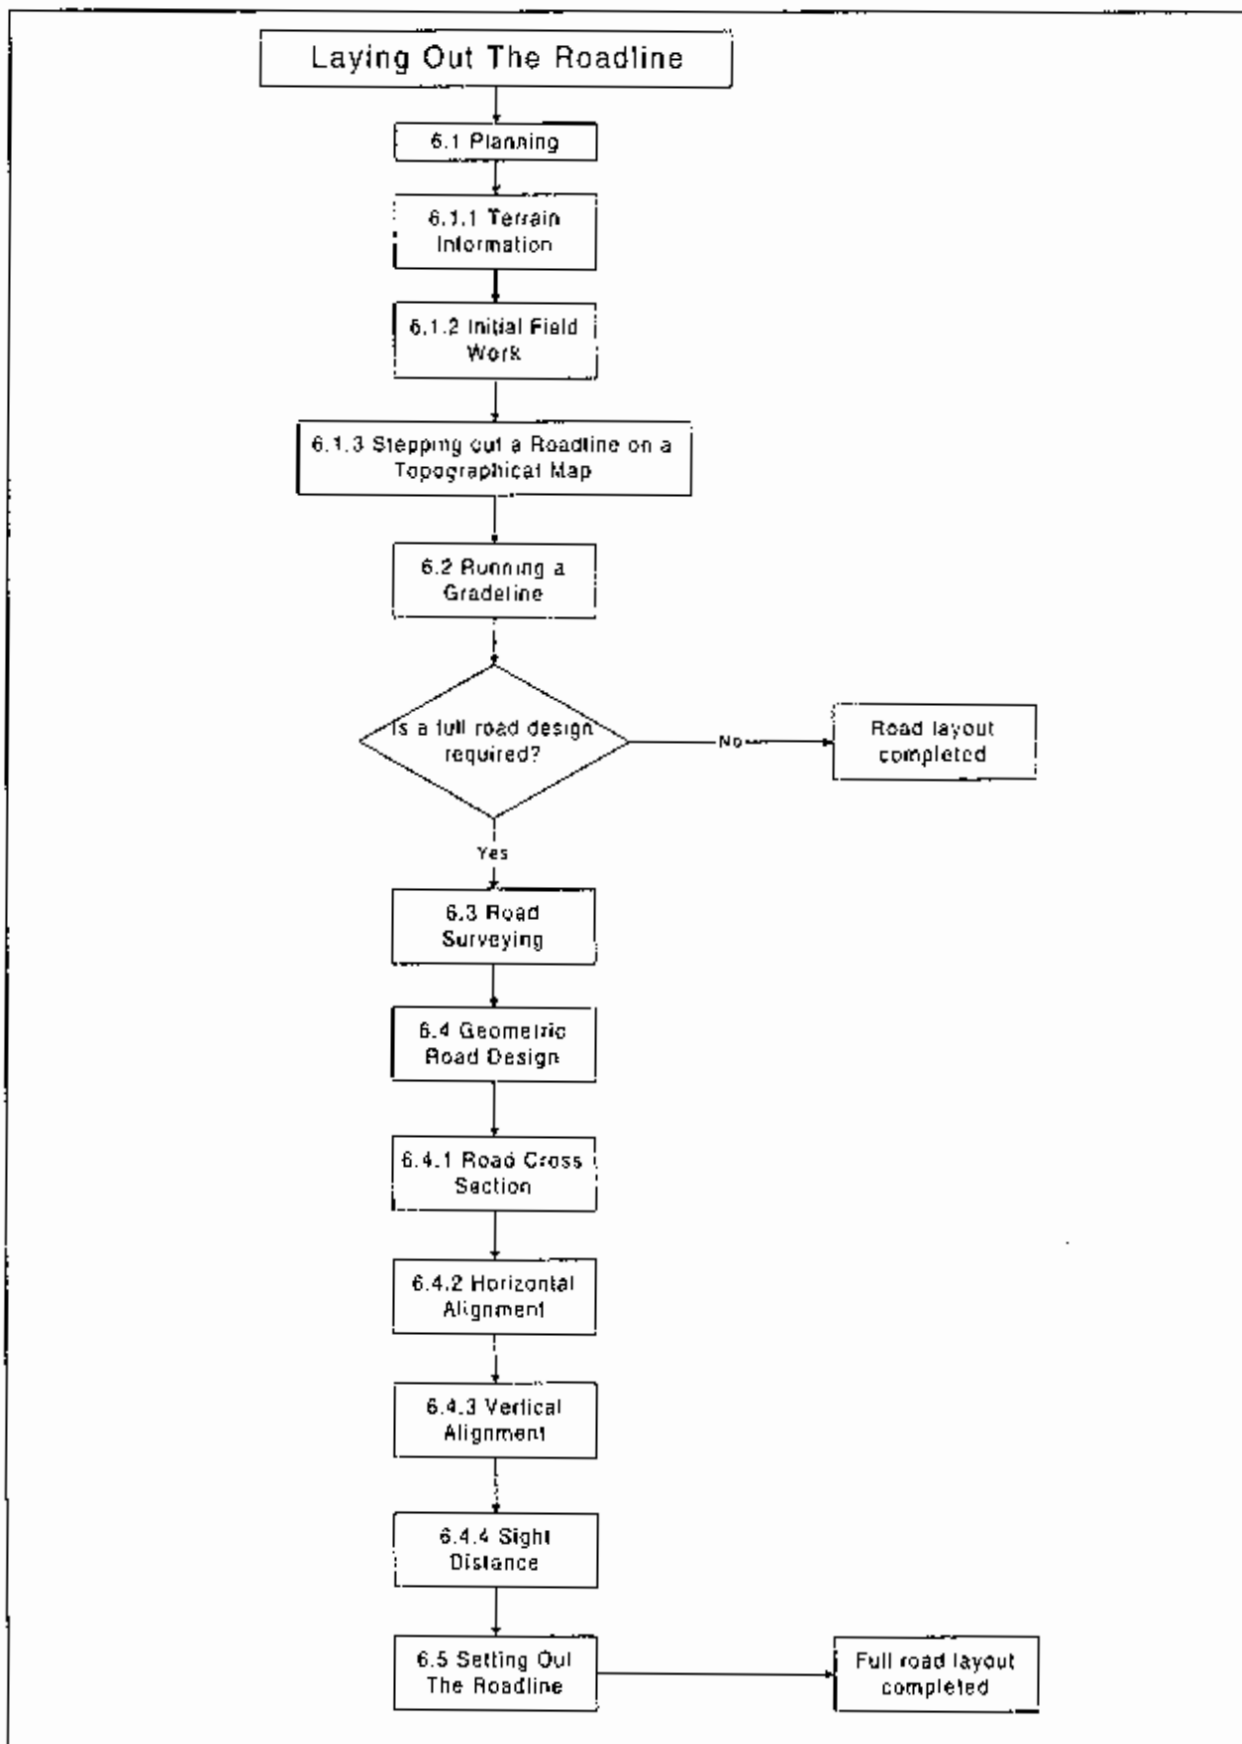 Laying Out The Roadline
6.1 Planning
6.1.1 Terrain
Information
6.1.2 Initial Field
Work
6.1.3 Stepping out a Roadline on a
Topographical Map
6.2 Running a
Gradeline
Is a full road design
required?
No
Road layout
completed
Yes
6.3 Road
Surveying
6.4 Geometric
Road Design
6.4.1 Road Cross
Section
6.4.2 Horizontal
Alignment
6.4.3 Vertical
Alignment
6.4.4 Sight
Distance
6.5 Setting Out
The Roadline
Full road layout
completed